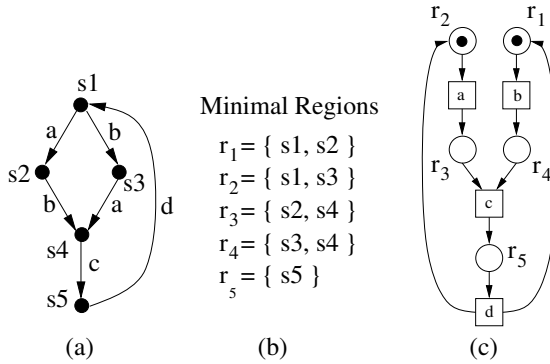 s1
a
b
s2
s3
b
a
d
s4
c
s5
(a)
Minimal Regions
r1 = { s1, s2 }
r2 = { s1, s3 }
r3 = { s2, s4 }
r4 = { s3, s4 }
r5 = { s5 }
(b)
r2
r1
a
b
r3
r4
c
r5
d
(c)